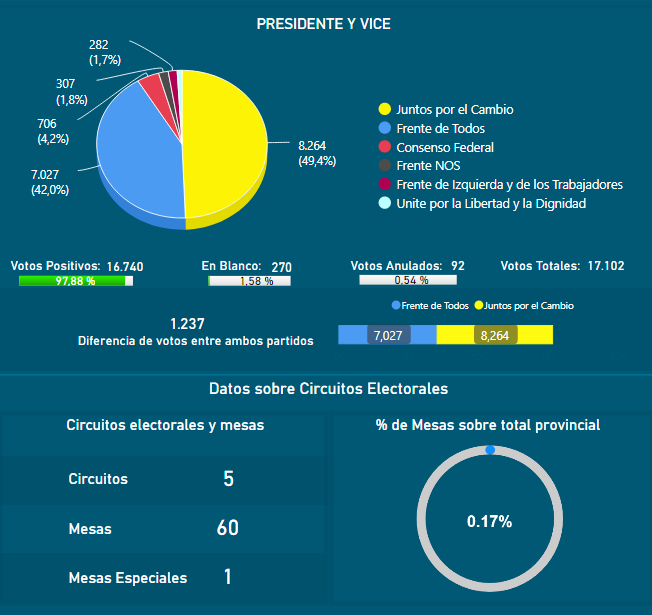 PRESIDENTE Y VICE
282
(1,7%)
307
(1,8%)
706
(4,2%)
7.027
(42,0%)
8.264
(49,4%)
Juntos por el Cambio
Frente de Todos
Consenso Federal
Frente NOS
Frente de Izquierda y de los Trabajadores
Unite por la Libertad y la Dignidad
Votos Positivos: 16.740
97,88 %
En Blanco: 270
1,58 %
Votos Anulados: 92
0,54 %
Votos Totales: 17.102
1.237
Diferencia de votos entre ambos partidos
Frente de Todos Juntos por el Cambio
7,027 8,264
Datos sobre Circuitos Electorales
Circuitos electorales y mesas
Circuitos 5
Mesas 60
Mesas Especiales 1
% de Mesas sobre total provincial
0.17%